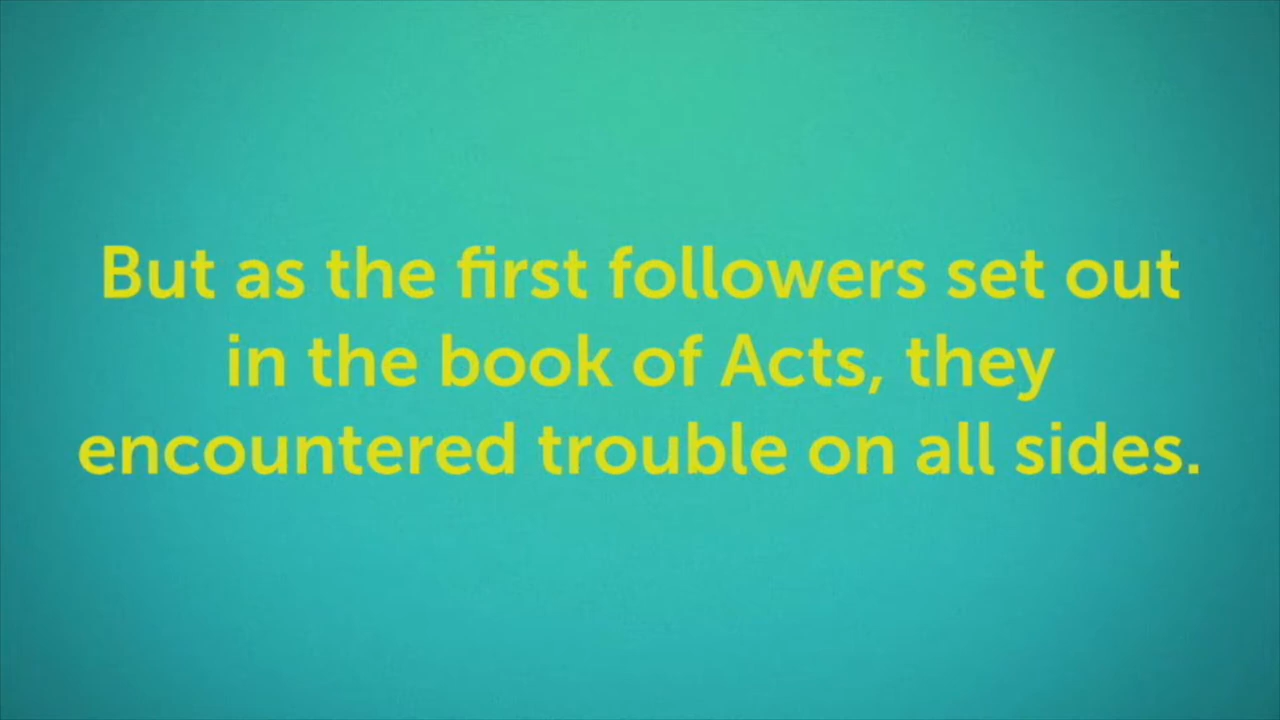 But as the first followers set out
in the book of Acts, they
encountered trouble on all sides.